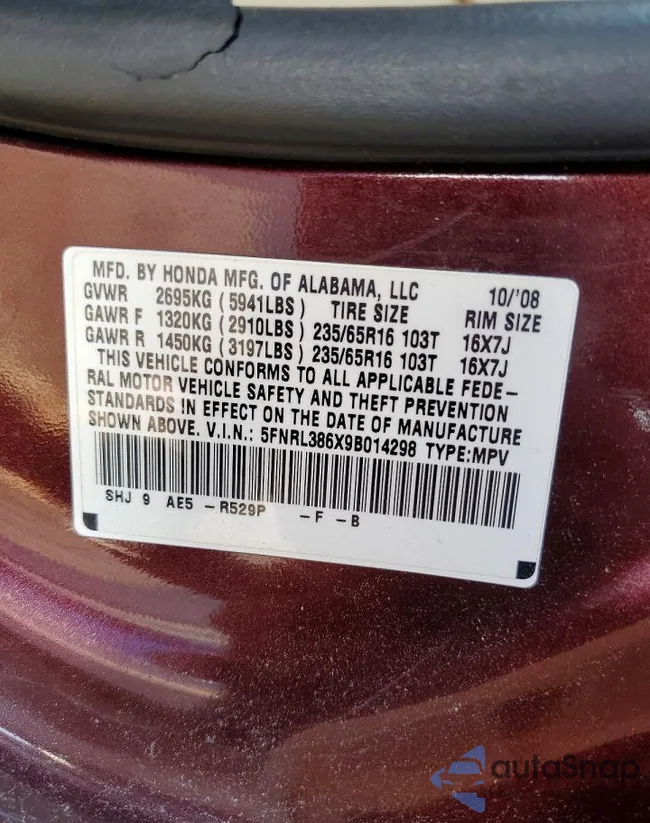 MFD. BY HONDA MFG. OF ALABAMA, LLC 10/'08
GVWR 2695KG (5941LBS) TIRE SIZE RIM SIZE
GAWR F 1320KG (2910LBS) 235/65R16 103T 16X7J
GAWR R 1450KG (3197LBS) 235/65R16 103T 16X7J
THIS VEHICLE CONFORMS TO ALL APPLICABLE FEDE-
RAL MOTOR VEHICLE SAFETY AND THEFT PREVENTION
STANDARDS IN EFFECT ON THE DATE OF MANUFACTURE
SHOWN ABOVE. V.I.N.: 5FNRL386X9B014298 TYPE:MPV
SHJ 9 AE5 -R529P -F -B
autoSnap